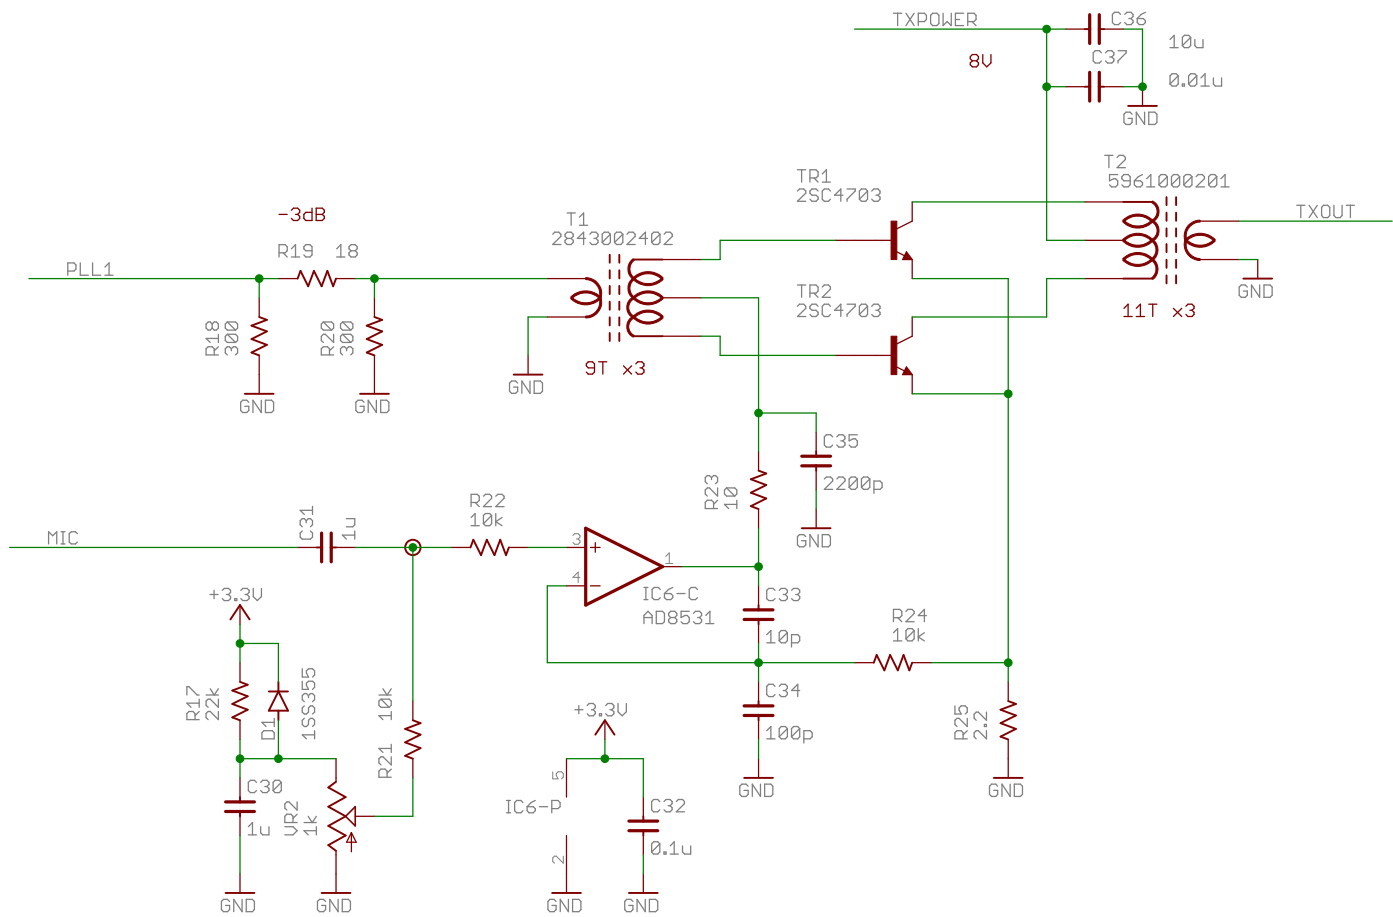 TXPOWER
C36
10u
8V
C37
0.01u
GND
T2
5961000201
TR1
2SC4703
TXOUT
-3dB
T1
2843002402
R19 18
PLL1
TR2
2SC4703
GND
11T x3
R18
300
R20
300
9T x3
GND
GND
GND
C35
2200p
R23
10
R22
10k
C31
1u
MIC
GND
3
+
4
-
1
IC6-C
AD8531
C33
10p
R24
10k
+3.3V
R17
22k
D1
1SS355
R21 10k
C34
100p
+3.3V
R25
2.2
C30
1u
VR2
1k
5
IC6-P
2
C32
0.1u
GND
GND
GND
GND
GND
GND